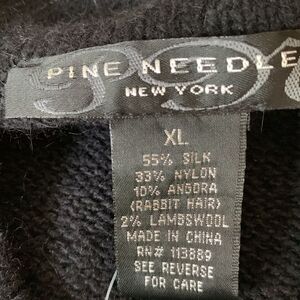 PINE NEEDLE
NEW YORK
XL
55% SILK
33% NYLON
10% ANGORA
(RABBIT HAIR)
2% LAMBSWOOL
MADE IN CHINA
RN# 113889
SEE REVERSE
FOR CARE